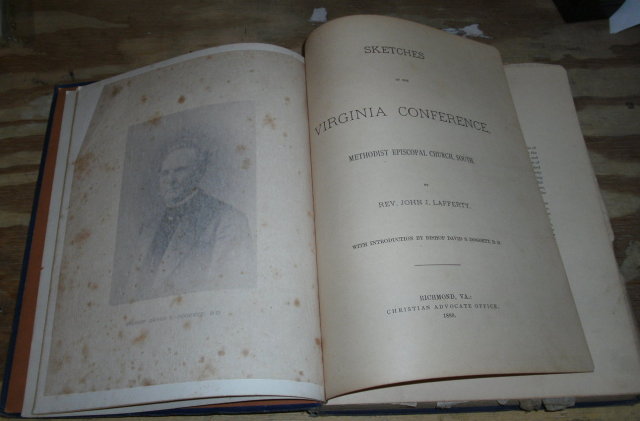 SKETCHES
OF THE
VIRGINIA CONFERENCE,
METHODIST EPISCOPAL CHURCH, SOUTH.
BY
REV. JOHN J. LAFFERTY.
WITH INTRODUCTION BY BISHOP DAVID S. DOGGETT, D. D.
RICHMOND, VA.:
CHRISTIAN ADVOCATE OFFICE.